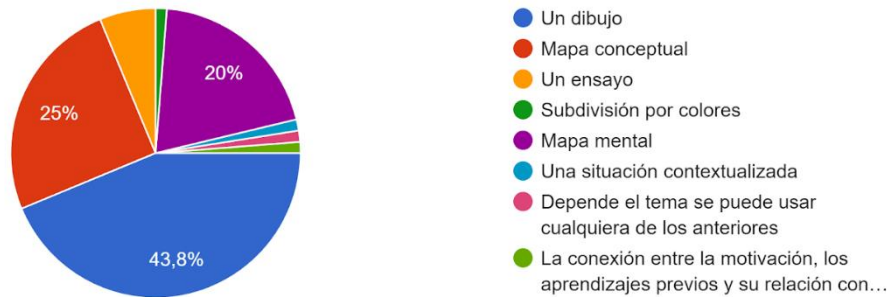 20%
25%
43,8%
Un dibujo
Mapa conceptual
Un ensayo
Subdivisión por colores
Mapa mental
Una situación contextualizada
Depende el tema se puede usar
cualquiera de los anteriores
La conexión entre la motivación, los
aprendizajes previos y su relación con…